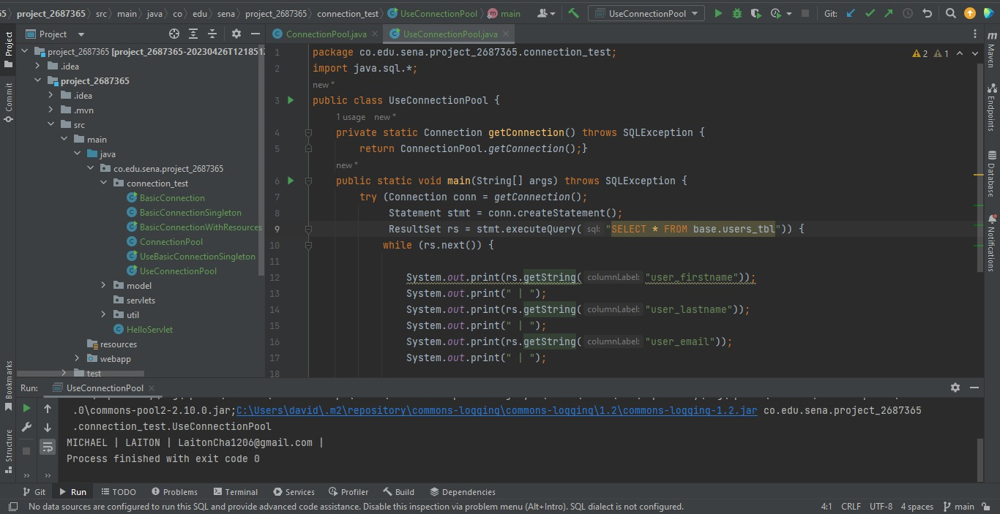 5) project_2687365 src main java co edu sena project_2687365 connection_test UseConnectionPool main UseConnectionPool Git:
Project
ConnectionPool.java
UseConnectionPool.java
Project
Commit
Bookmarks
Structure
project_2687365 [project_2687365-20230426T121851
.idea
project_2687365
.idea
.mvn
src
main
java
co.edu.sena.project_2687365
connection_test
BasicConnection
BasicConnectionSingleton
BasicConnectionWithResources
ConnectionPool
UseBasicConnectionSingleton
UseConnectionPool
model
servlets
util
HelloServlet
resources
webapp
test
2 1
1 package co.edu.sena.project_2687365.connection_test;
2 import java.sql.*;
new *
3 public class UseConnectionPool {
1 usage new *
4 private static Connection getConnection() throws SQLException {
5 return ConnectionPool.getConnection();}
new *
6 public static void main(String[] args) throws SQLException {
7 try (Connection conn = getConnection();
8 Statement stmt = conn.createStatement();
9 ResultSet rs = stmt.executeQuery( sql: "SELECT * FROM base.users_tbl")) {
10 while (rs.next()) {
11
12 System.out.print(rs.getString( columnLabel: "user_firstname"));
13 System.out.print(" | ");
14 System.out.print(rs.getString( columnLabel: "user_lastname"));
15 System.out.print(" | ");
16 System.out.print(rs.getString( columnLabel: "user_email"));
17 System.out.print(" | ");
18
Maven
Endpoints
Database
Notifications
Run: UseConnectionPool
.0\commons-pool2-2.10.0.jar;C:\Users\david\.m2\repository\commons-logging\commons-logging\1.2\commons-logging-1.2.jar co.edu.sena.project_2687365
.connection_test.UseConnectionPool
MICHAEL | LAITON | LaitonCha1206@gmail.com |
Process finished with exit code 0
Git Run TODO Problems Terminal Services Profiler Build Dependencies
No data sources are configured to run this SQL and provide advanced code assistance. Disable this inspection via problem menu (Alt+Intro). SQL dialect is not configured. 4:1 CRLF UTF-8 4 spaces main